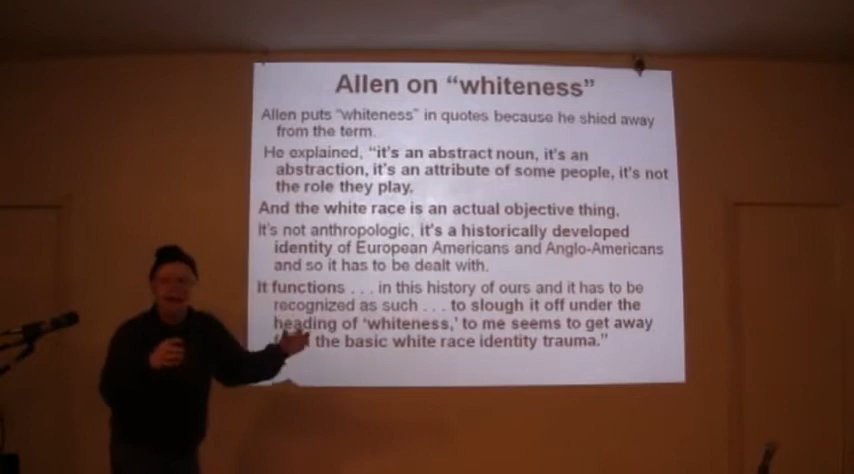 Allen on “whiteness”
Allen puts “whiteness” in quotes because he shied away
from the term.
He explained, “it’s an abstract noun, it’s an
abstraction, it’s an attribute of some people, it’s not
the role they play.
And the white race is an actual objective thing.
It’s not anthropologic, it’s a historically developed
identity of European Americans and Anglo-Americans
and so it has to be dealt with.
It functions . . . in this history of ours and it has to be
recognized as such . . . to slough it off under the
heading of ‘whiteness,’ to me seems to get away
the basic white race identity trauma.”